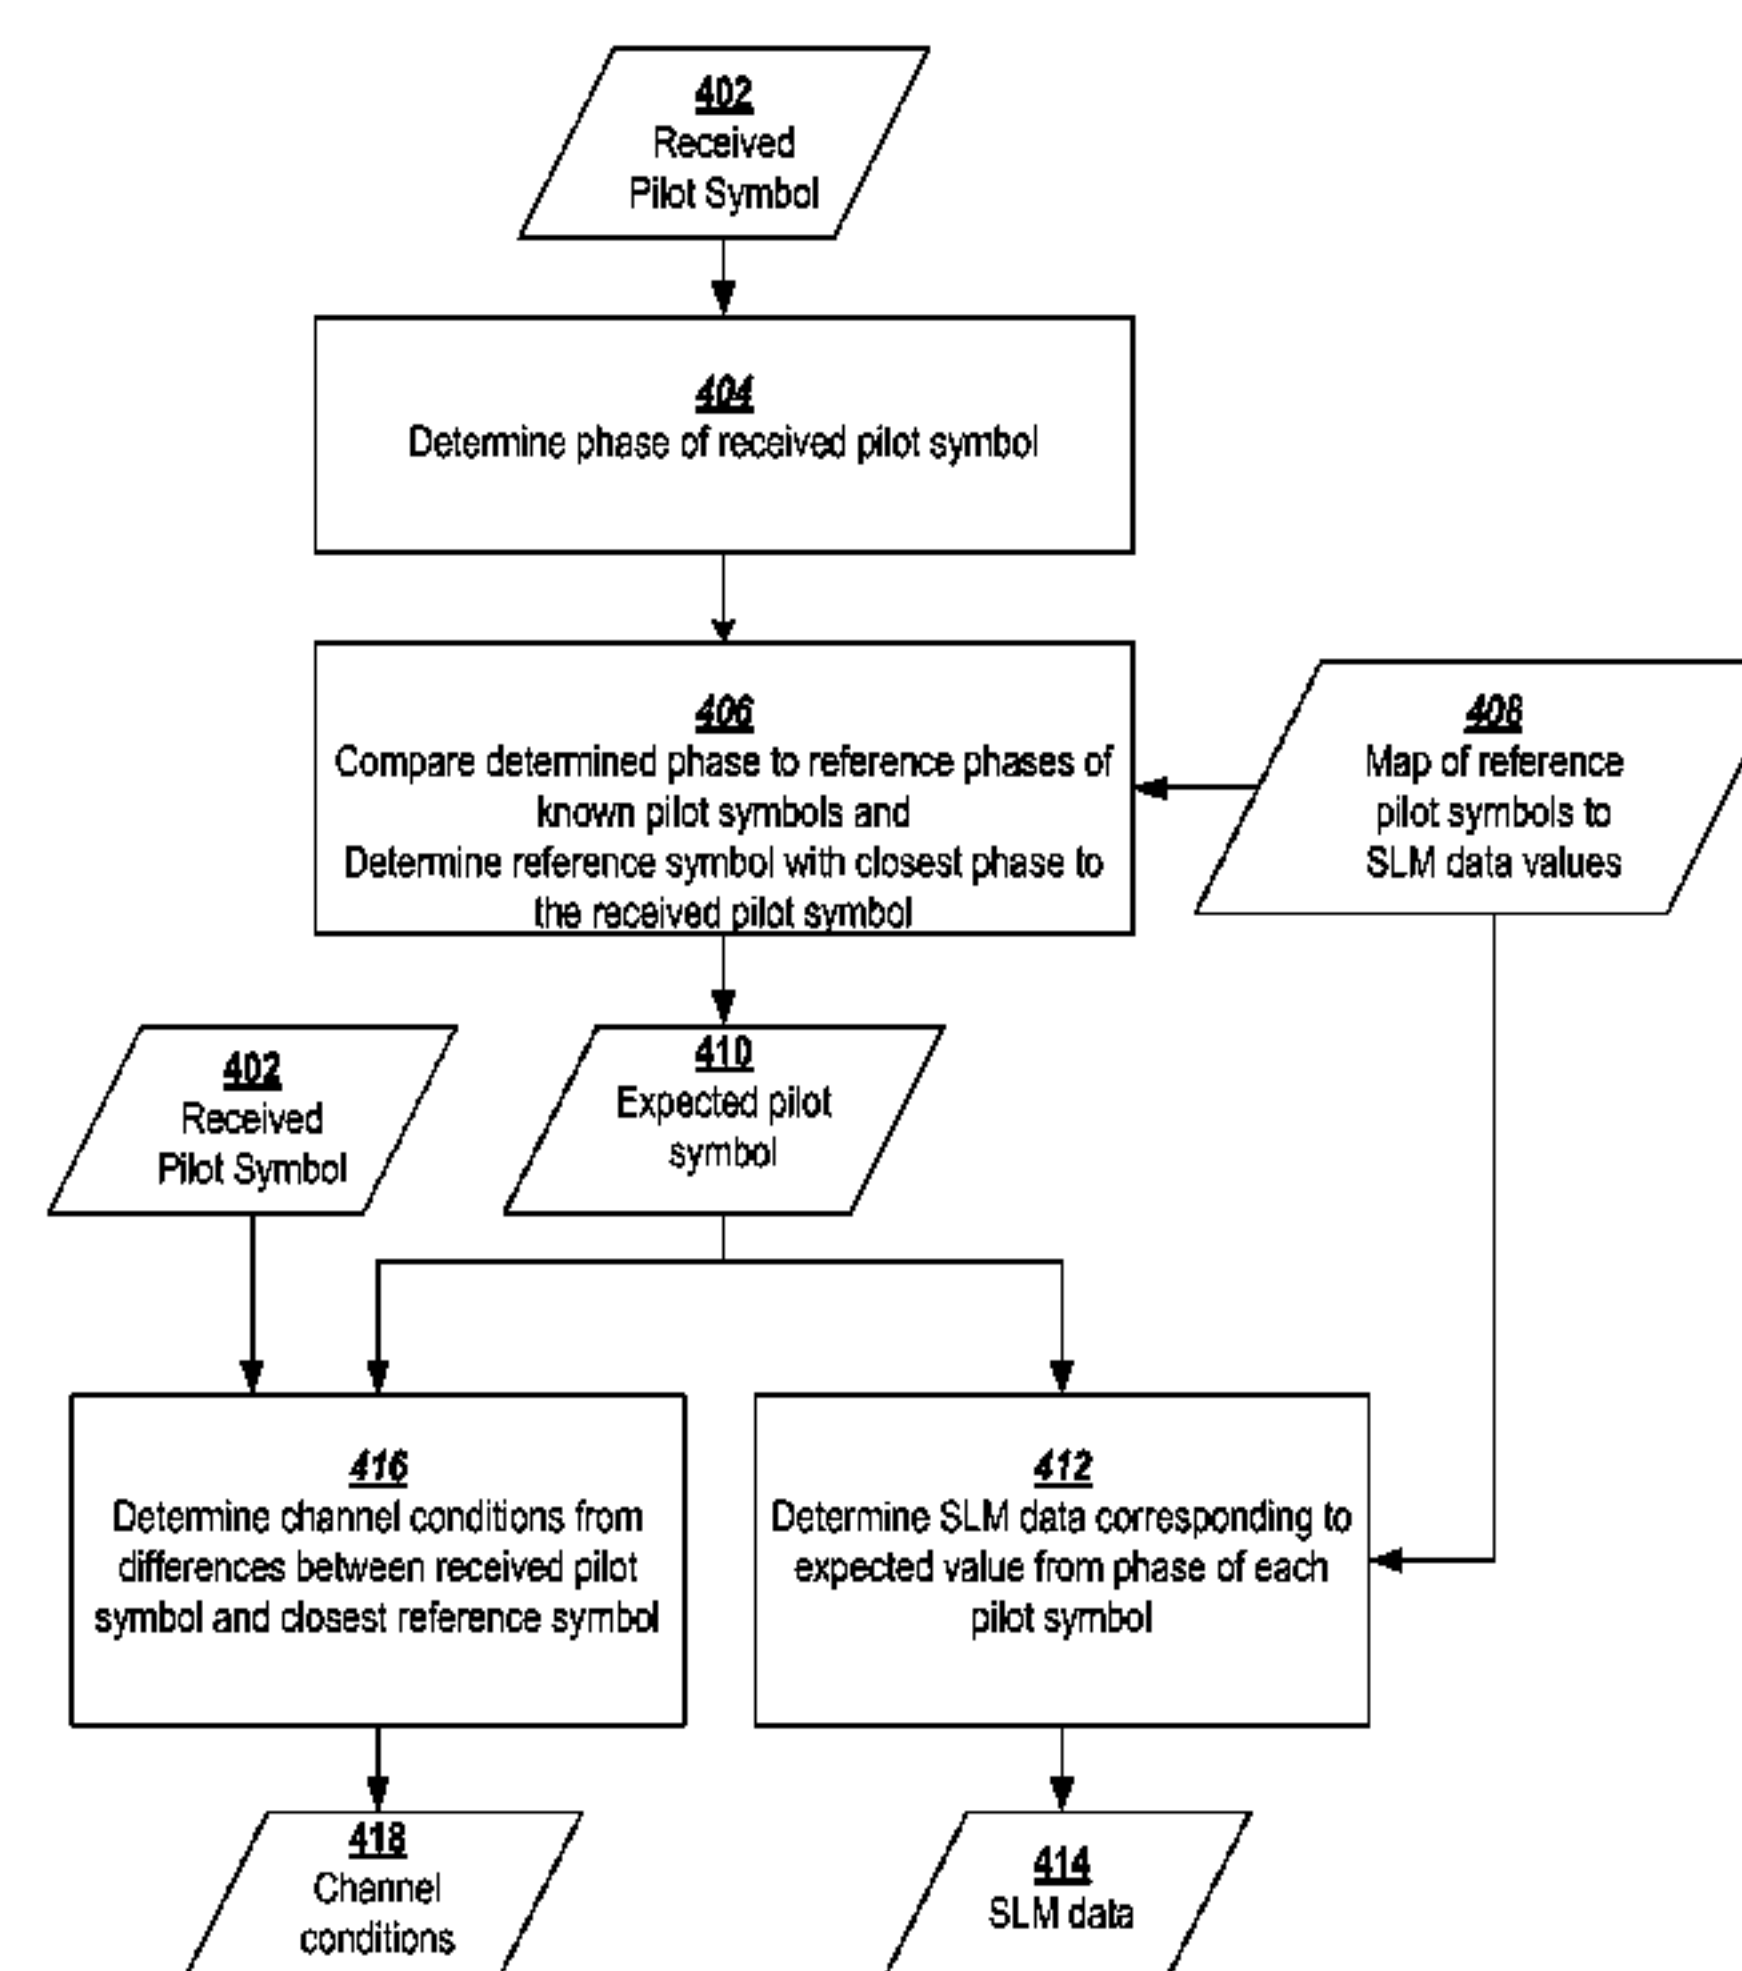 402
Received
Pilot Symbol
404
Determine phase of received pilot symbol
406
Compare determined phase to reference phases of
known pilot symbols and
Determine reference symbol with closest phase to
the received pilot symbol
408
Map of reference
pilot symbols to
SLM data values
402
Received
Pilot Symbol
410
Expected pilot
symbol
416
Determine channel conditions from
differences between received pilot
symbol and closest reference symbol
412
Determine SLM data corresponding to
expected value from phase of each
pilot symbol
418
Channel
conditions
414
SLM data